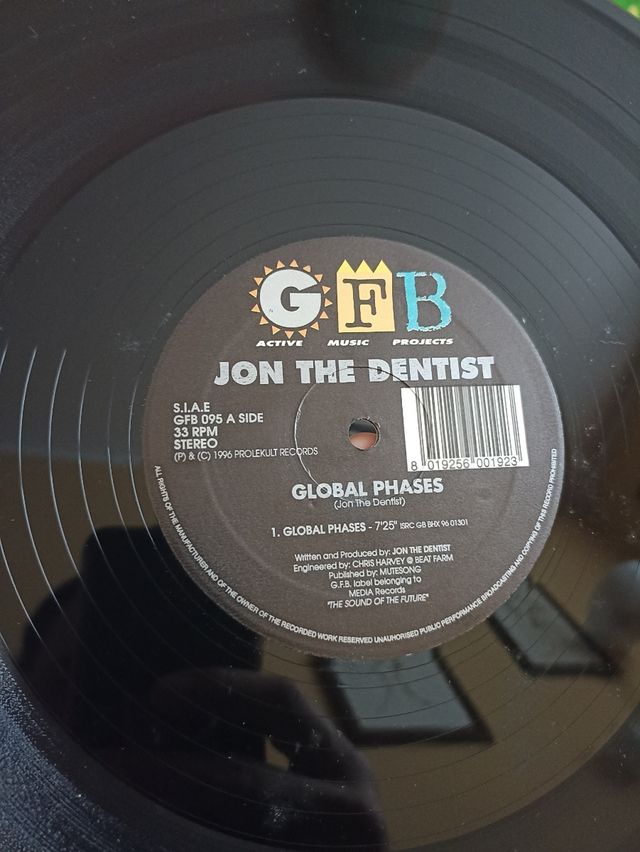 G F B
ACTIVE MUSIC PROJECTS
JON THE DENTIST
S.I.A.E
GFB 095 A SIDE
33 RPM
STEREO
(P) & (C) 1996 PROLEKULT RECORDS
8 019256 001923
GLOBAL PHASES
(Jon The Dentist)
1. GLOBAL PHASES - 7'25" ISRC GB BHX 96 01301
Written and Produced by: JON THE DENTIST
Engineered by: CHRIS HARVEY @ BEAT FARM
Published by: MUTESONG
G.F.B. label belonging to
MEDIA Records
"THE SOUND OF THE FUTURE"
ALL RIGHTS OF THE MANUFACTURER AND OF THE OWNER OF THE RECORDED WORK RESERVED UNAUTHORISED PUBLIC PERFORMANCE BROADCASTING AND COPYING OF THIS RECORD PROHIBITED